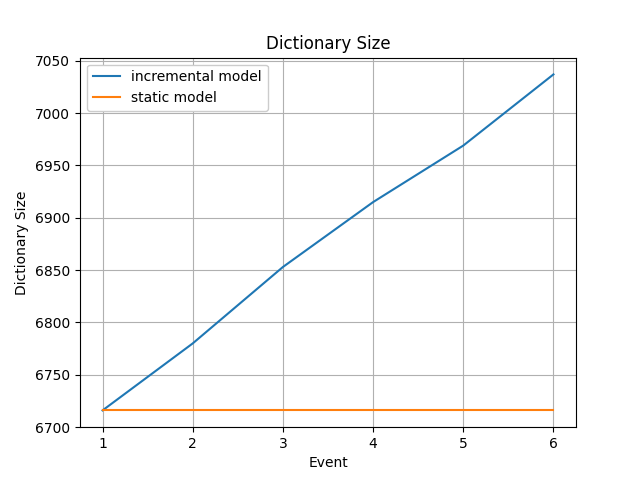 Dictionary Size
incremental model
static model
Dictionary Size
7050
7000
6950
6900
6850
6800
6750
6700
1 2 3 4 5 6
Event